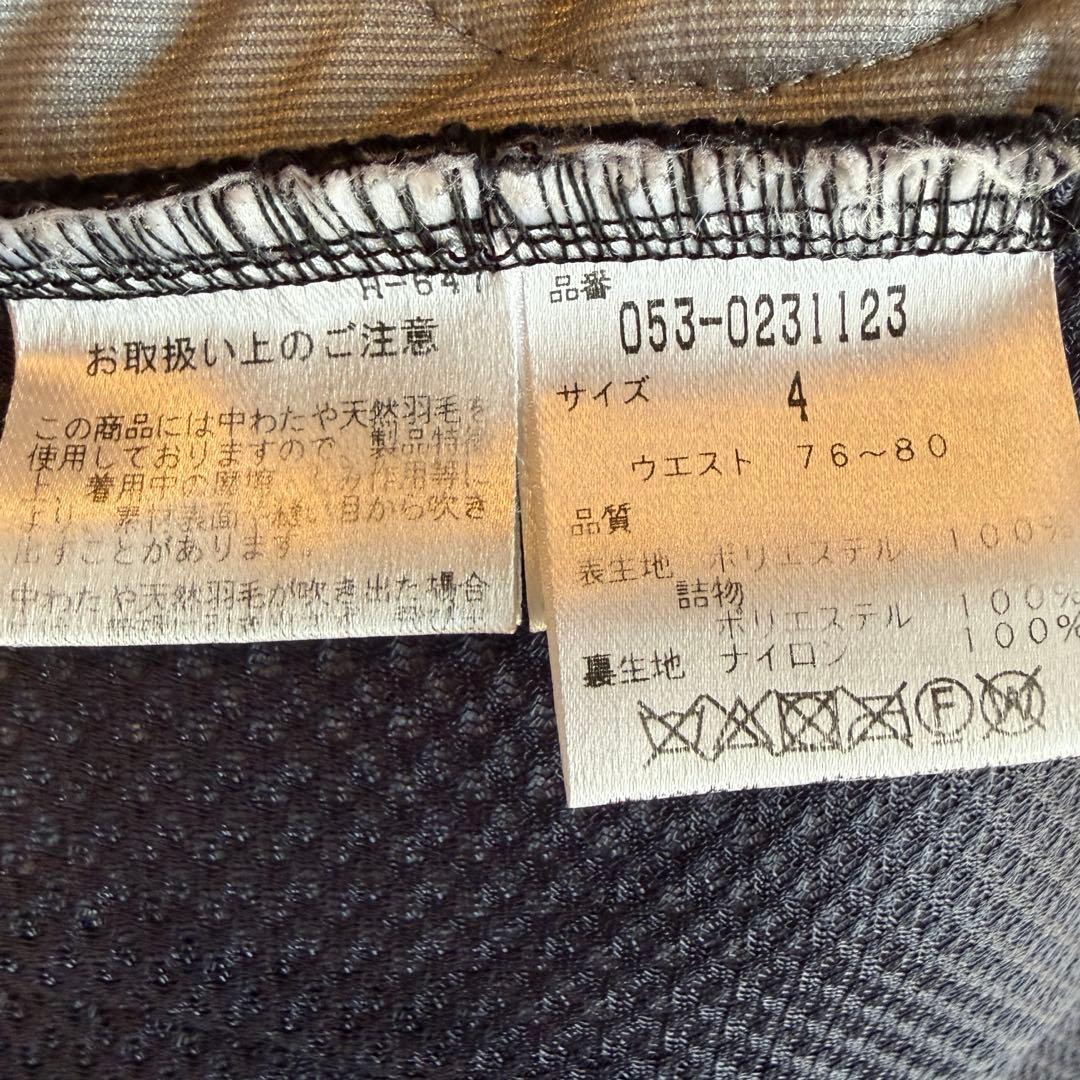 お取扱い上のご注意
この商品には中わたや天然羽毛を
使用しておりますので、製品特性
上、着用中の摩擦
より、素材表面や縫い目から吹き
出すことがあります。
中わたや天然羽毛が吹き出た場合
品番
053-0231123
サイズ 4
ウエスト 76～80
品質
表生地 ポリエステル 100%
詰物
ポリエステル 100%
裏生地 ナイロン 100%
F W